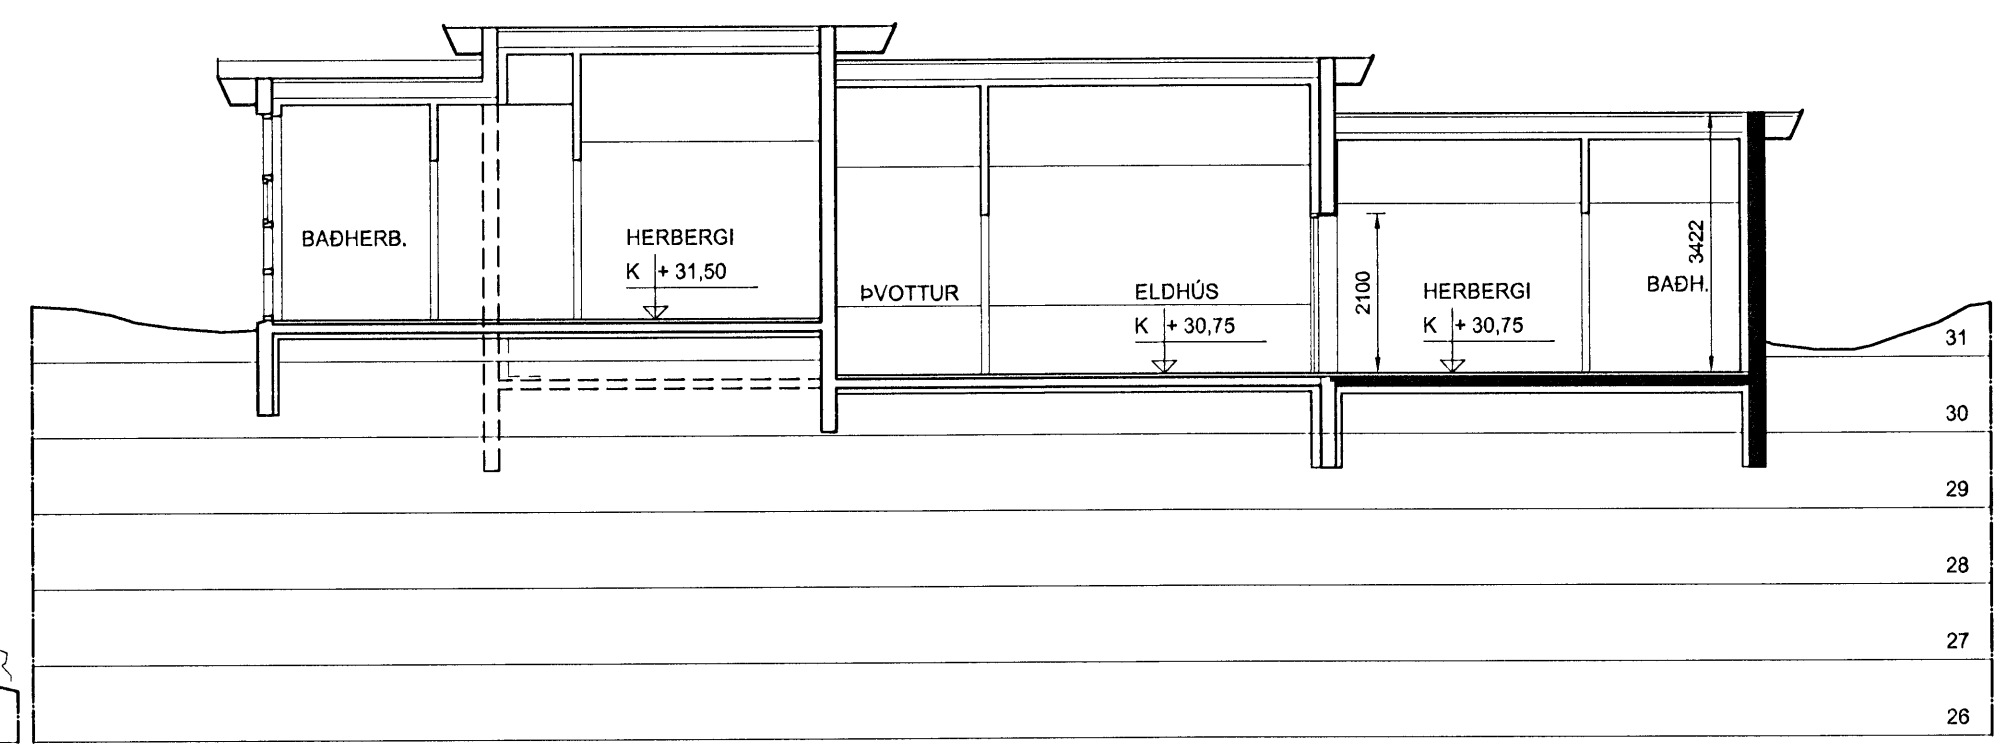 BAÐHERB.
HERBERGI
K + 31,50
ÞVOTTUR
ELDHÚS
K + 30,75
2100
HERBERGI
K + 30,75
3422
BAÐH.
31
30
29
28
27
26